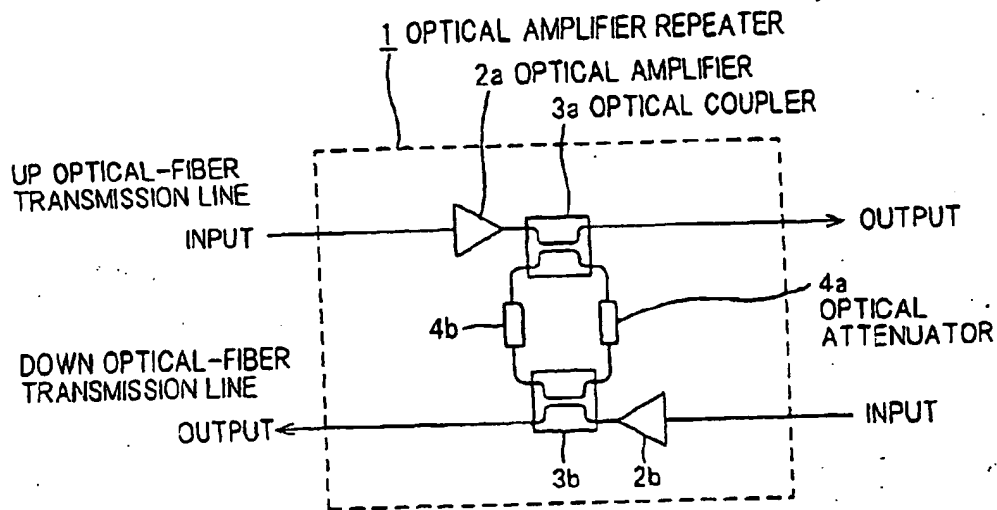 1 OPTICAL AMPLIFIER REPEATER
2a OPTICAL AMPLIFIER
3a OPTICAL COUPLER
UP OPTICAL-FIBER
TRANSMISSION LINE
INPUT
OUTPUT
4a
OPTICAL
ATTENUATOR
4b
DOWN OPTICAL-FIBER
TRANSMISSION LINE
OUTPUT
INPUT
3b
2b